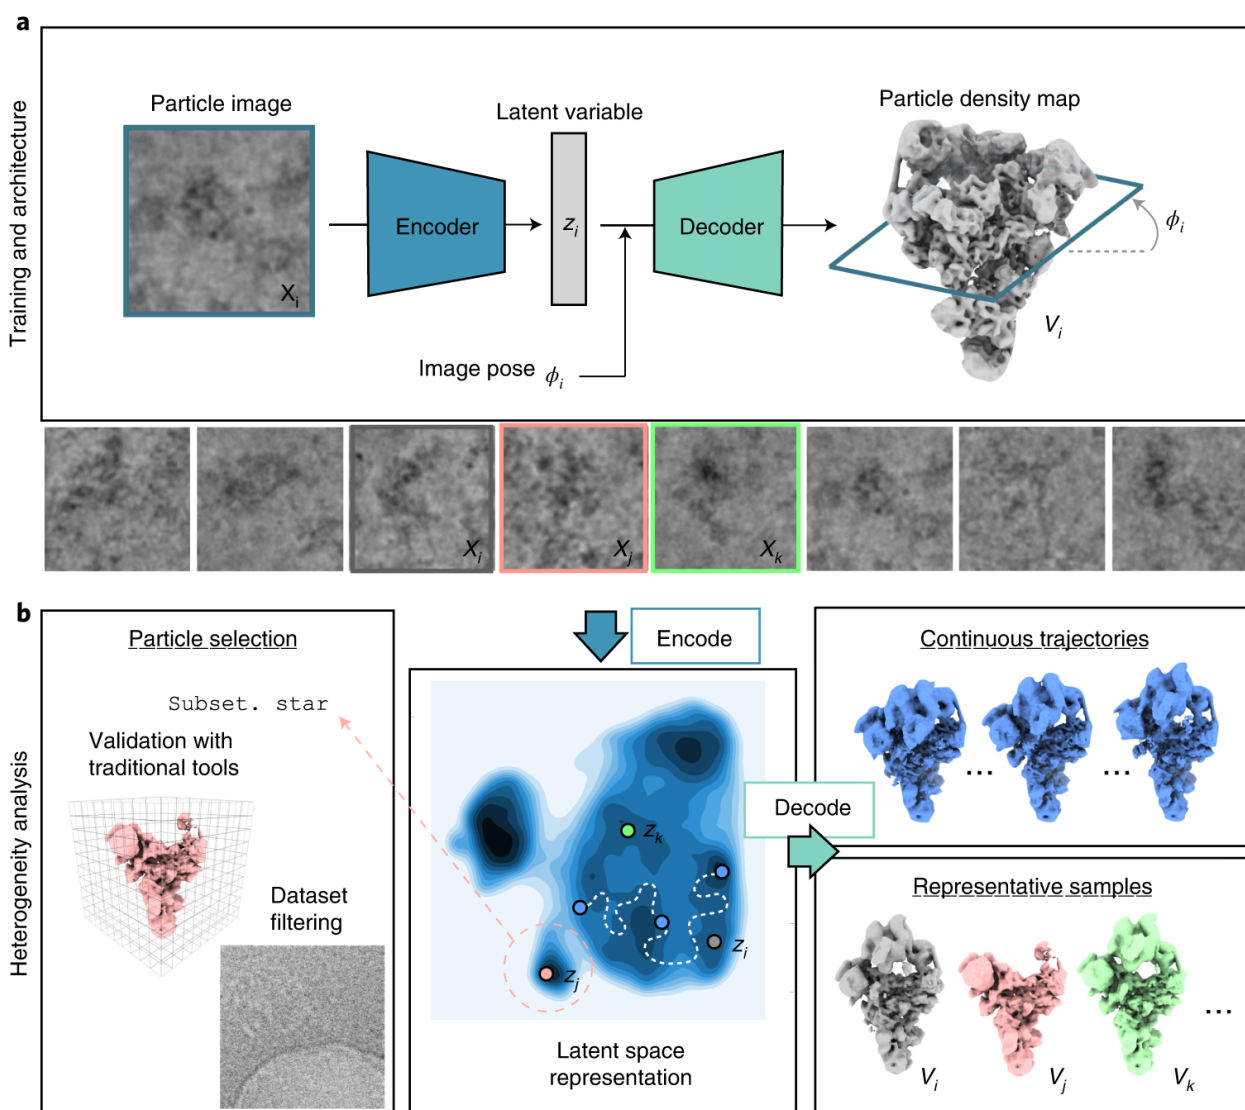 a
Training and architecture
Particle image
Latent variable
Particle density map
X_i
Encoder
z_i
Decoder
ϕ_i
V_i
Image pose ϕ_i
X_i
X_j
X_k
b
Heterogeneity analysis
Particle selection
Subset. star
Validation with
traditional tools
Dataset
filtering
Encode
z_k
z_i
z_j
Latent space
representation
Decode
Continuous trajectories
... ...
Representative samples
...
V_i
V_j
V_k